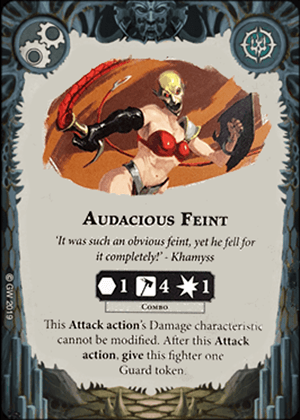 AUDACIOUS FEINT
'It was such an obvious feint, yet he fell for
it completely!' - Khamyss
1 4 1
COMBO
This Attack action's Damage characteristic
cannot be modified. After this Attack
action, give this fighter one
Guard token.
© GW 2019